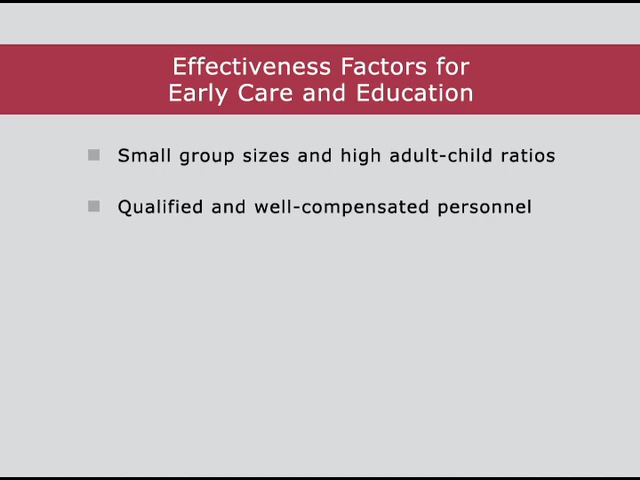 Effectiveness Factors for
Early Care and Education
Small group sizes and high adult-child ratios
Qualified and well-compensated personnel